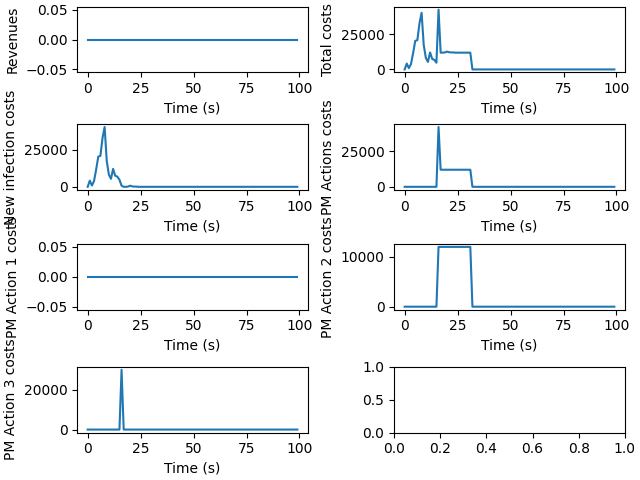 Revenues
0.05
0.00
−0.05
0 25 50 75 100
Time (s)
Total costs
25000
0
0 25 50 75 100
Time (s)
New infection costs
25000
0
0 25 50 75 100
Time (s)
PM Actions costs
25000
0
0 25 50 75 100
Time (s)
PM Action 1 costs
0.05
0.00
−0.05
0 25 50 75 100
Time (s)
PM Action 2 costs
10000
0
0 25 50 75 100
Time (s)
PM Action 3 costs
20000
0
0 25 50 75 100
Time (s)
1.0
0.5
0.0
0.0 0.2 0.4 0.6 0.8 1.0